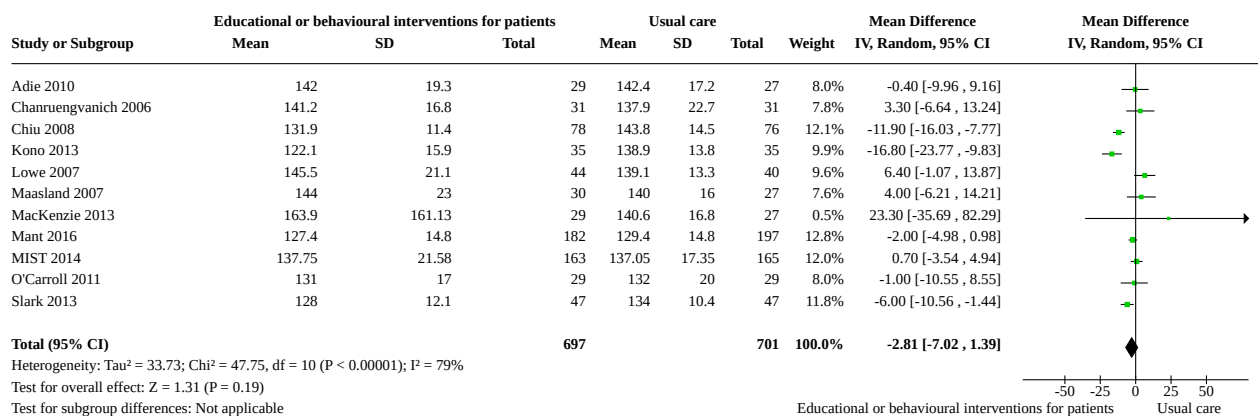 Educational or behavioural interventions for patients Usual care Mean Difference Mean Difference
Study or Subgroup Mean SD Total Mean SD Total Weight IV, Random, 95% CI IV, Random, 95% CI
Adie 2010 142 19.3 29 142.4 17.2 27 8.0% -0.40 [-9.96 , 9.16]
Chanruengvanich 2006 141.2 16.8 31 137.9 22.7 31 7.8% 3.30 [-6.64 , 13.24]
Chiu 2008 131.9 11.4 78 143.8 14.5 76 12.1% -11.90 [-16.03 , -7.77]
Kono 2013 122.1 15.9 35 138.9 13.8 35 9.9% -16.80 [-23.77 , -9.83]
Lowe 2007 145.5 21.1 44 139.1 13.3 40 9.6% 6.40 [-1.07 , 13.87]
Maasland 2007 144 23 30 140 16 27 7.6% 4.00 [-6.21 , 14.21]
MacKenzie 2013 163.9 161.13 29 140.6 16.8 27 0.5% 23.30 [-35.69 , 82.29]
Mant 2016 127.4 14.8 182 129.4 14.8 197 12.8% -2.00 [-4.98 , 0.98]
MIST 2014 137.75 21.58 163 137.05 17.35 165 12.0% 0.70 [-3.54 , 4.94]
O'Carroll 2011 131 17 29 132 20 29 8.0% -1.00 [-10.55 , 8.55]
Slark 2013 128 12.1 47 134 10.4 47 11.8% -6.00 [-10.56 , -1.44]
Total (95% CI) 697 701 100.0% -2.81 [-7.02 , 1.39]
Heterogeneity: Tau² = 33.73; Chi² = 47.75, df = 10 (P < 0.00001); I² = 79%
Test for overall effect: Z = 1.31 (P = 0.19)
-50 -25 0 25 50
Test for subgroup differences: Not applicable
Educational or behavioural interventions for patients Usual care